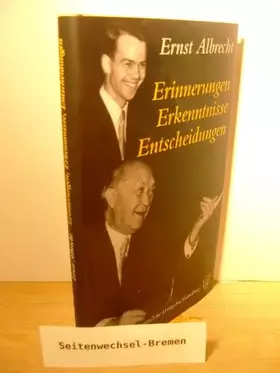 Ernst Albrecht
Erinnerungen
Erkenntnisse
Entscheidungen
Seitenwechsel-Bremen